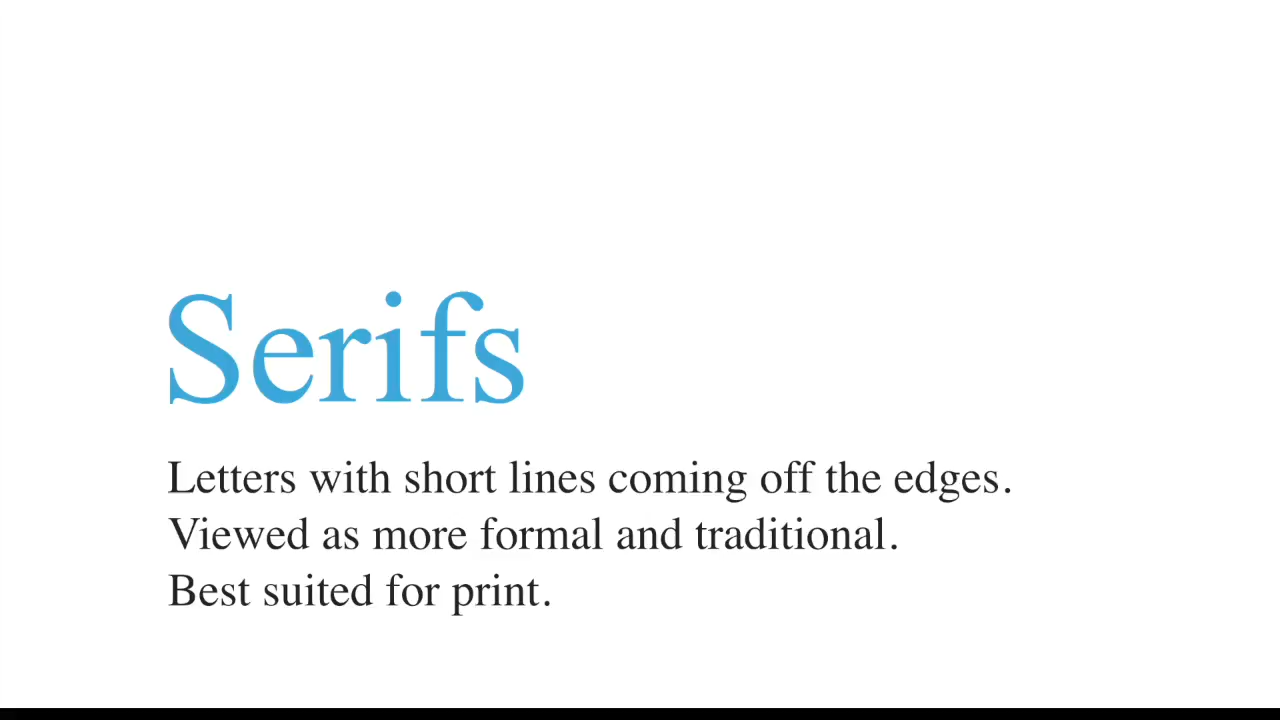 Serifs
Letters with short lines coming off the edges.
Viewed as more formal and traditional.
Best suited for print.